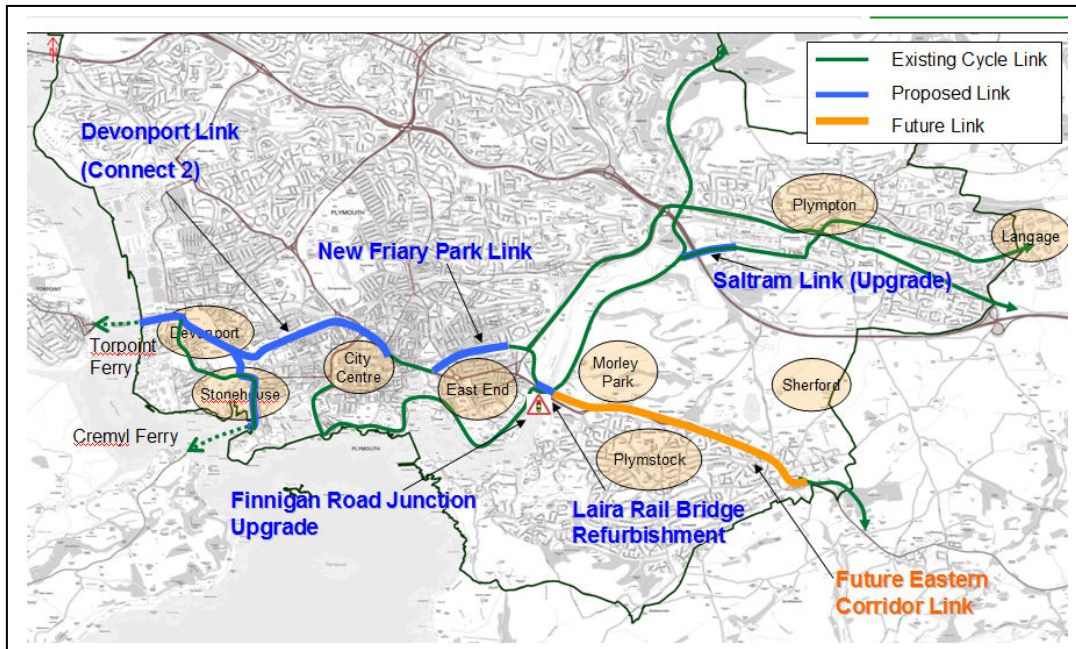 Existing Cycle Link
Proposed Link
Future Link
Devonport Link
(Connect 2)
New Friary Park Link
PLYMOUTH
Plympton
Langage
Saltram Link (Upgrade)
TORPOINT
Torpoint
Ferry
Devonport
Stonehouse
City
Centre
East End
Morley
Park
Sherford
Cremyl Ferry
PLYMOUTH
Plymstock
Finnigan Road Junction
Upgrade
Laira Rail Bridge
Refurbishment
Future Eastern
Corridor Link